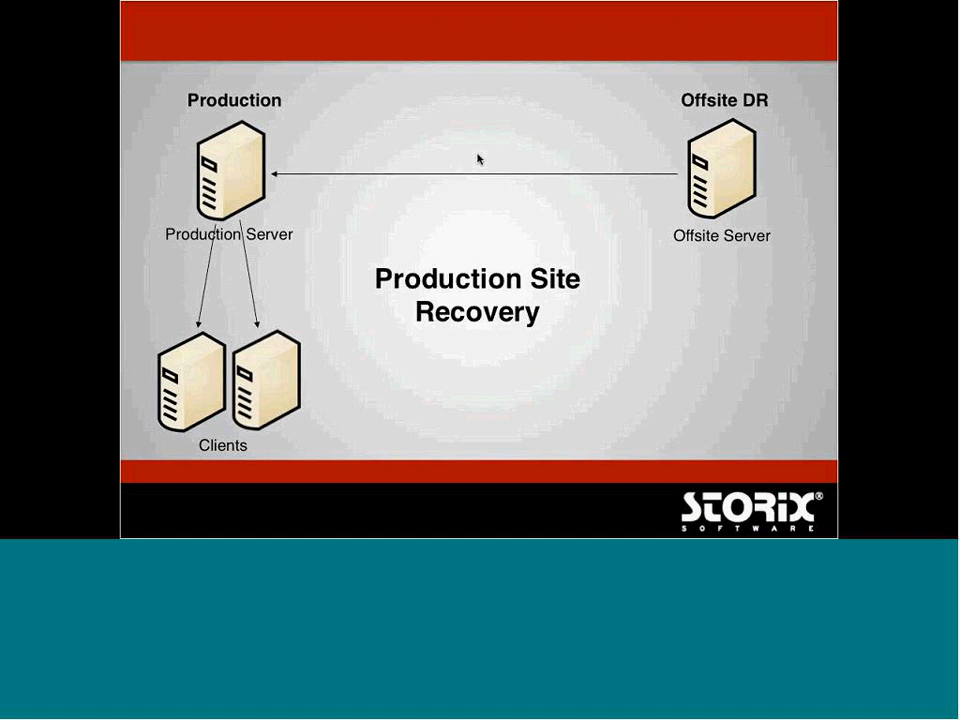 Production
Offsite DR
Production Server
Offsite Server
Production Site
Recovery
Clients
STORIX®
SOFTWARE